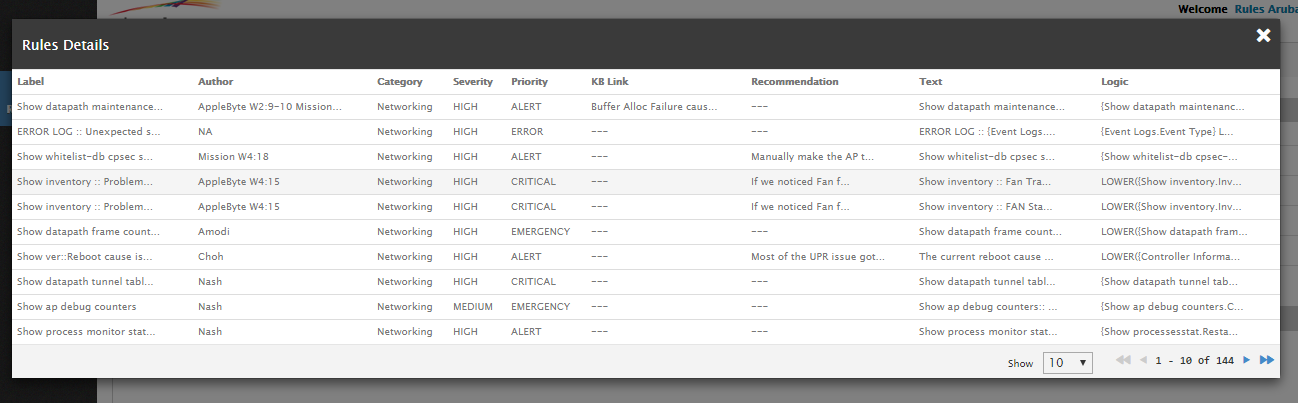 Welcome Rules Aruba
Rules Details
Label Author Category Severity Priority KB Link Recommendation Text Logic
Show datapath maintenance... AppleByte W2:9-10 Mission... Networking HIGH ALERT Buffer Alloc Failure caus... --- Show datapath maintenance... {Show datapath maintenanc...
ERROR LOG :: Unexpected s... NA Networking HIGH ERROR --- --- ERROR LOG :: {Event Logs.... {Event Logs.Event Type} L...
Show whitelist-db cpsec s... Mission W4:18 Networking HIGH ALERT --- Manually make the AP t... Show whitelist-db cpsec s... {Show whitelist-db cpsec-...
Show inventory :: Problem... AppleByte W4:15 Networking HIGH CRITICAL --- If we noticed Fan f... Show inventory :: Fan Tra... LOWER({Show inventory.Inv...
Show inventory :: Problem... AppleByte W4:15 Networking HIGH CRITICAL --- If we noticed Fan f... Show inventory :: FAN Sta... LOWER({Show inventory.Inv...
Show datapath frame count... Amodi Networking HIGH EMERGENCY --- --- Show datapath frame count... LOWER({Show datapath fram...
Show ver::Reboot cause is... Choh Networking HIGH ALERT --- Most of the UPR issue got... The current reboot cause ... LOWER({Controller Informa...
Show datapath tunnel tabl... Nash Networking HIGH CRITICAL --- --- Show datapath tunnel tabl... {Show datapath tunnel tab...
Show ap debug counters Nash Networking MEDIUM EMERGENCY --- --- Show ap debug counters:: ... {Show ap debug counters.C...
Show process monitor stat... Nash Networking HIGH ALERT --- --- Show process monitor stat... {Show processesstat.Resta...
Show 10 1 - 10 of 144